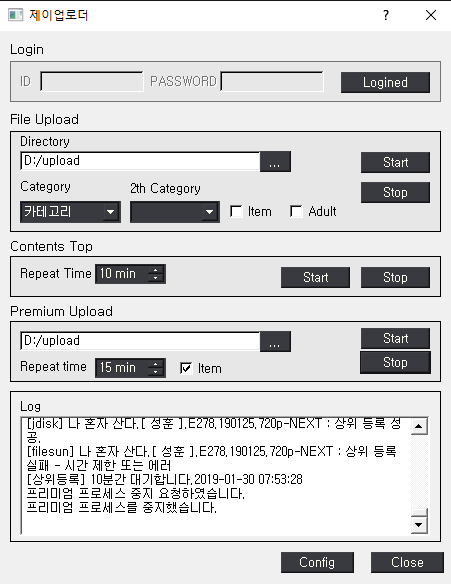 제이업로더
Login
ID PASSWORD Logined
File Upload
Directory
D:/upload ... Start
Category 2th Category Stop
카테고리 Item Adult
Contents Top
Repeat Time 10 min Start Stop
Premium Upload
D:/upload ... Start
Repeat time 15 min Item Stop
Log
[jdisk] 나 혼자 산다.[ 성훈 ].E278.190125.720p-NEXT : 상위 등록 성
공.
[filesun] 나 혼자 산다.[ 성훈 ].E278.190125.720p-NEXT : 상위 등록
실패 - 시간 제한 또는 에러
[상위등록] 10분간 대기합니다.2019-01-30 07:53:28
프리미엄 프로세스 중지 요청하였습니다.
프리미엄 프로세스를 중지했습니다.
Config Close